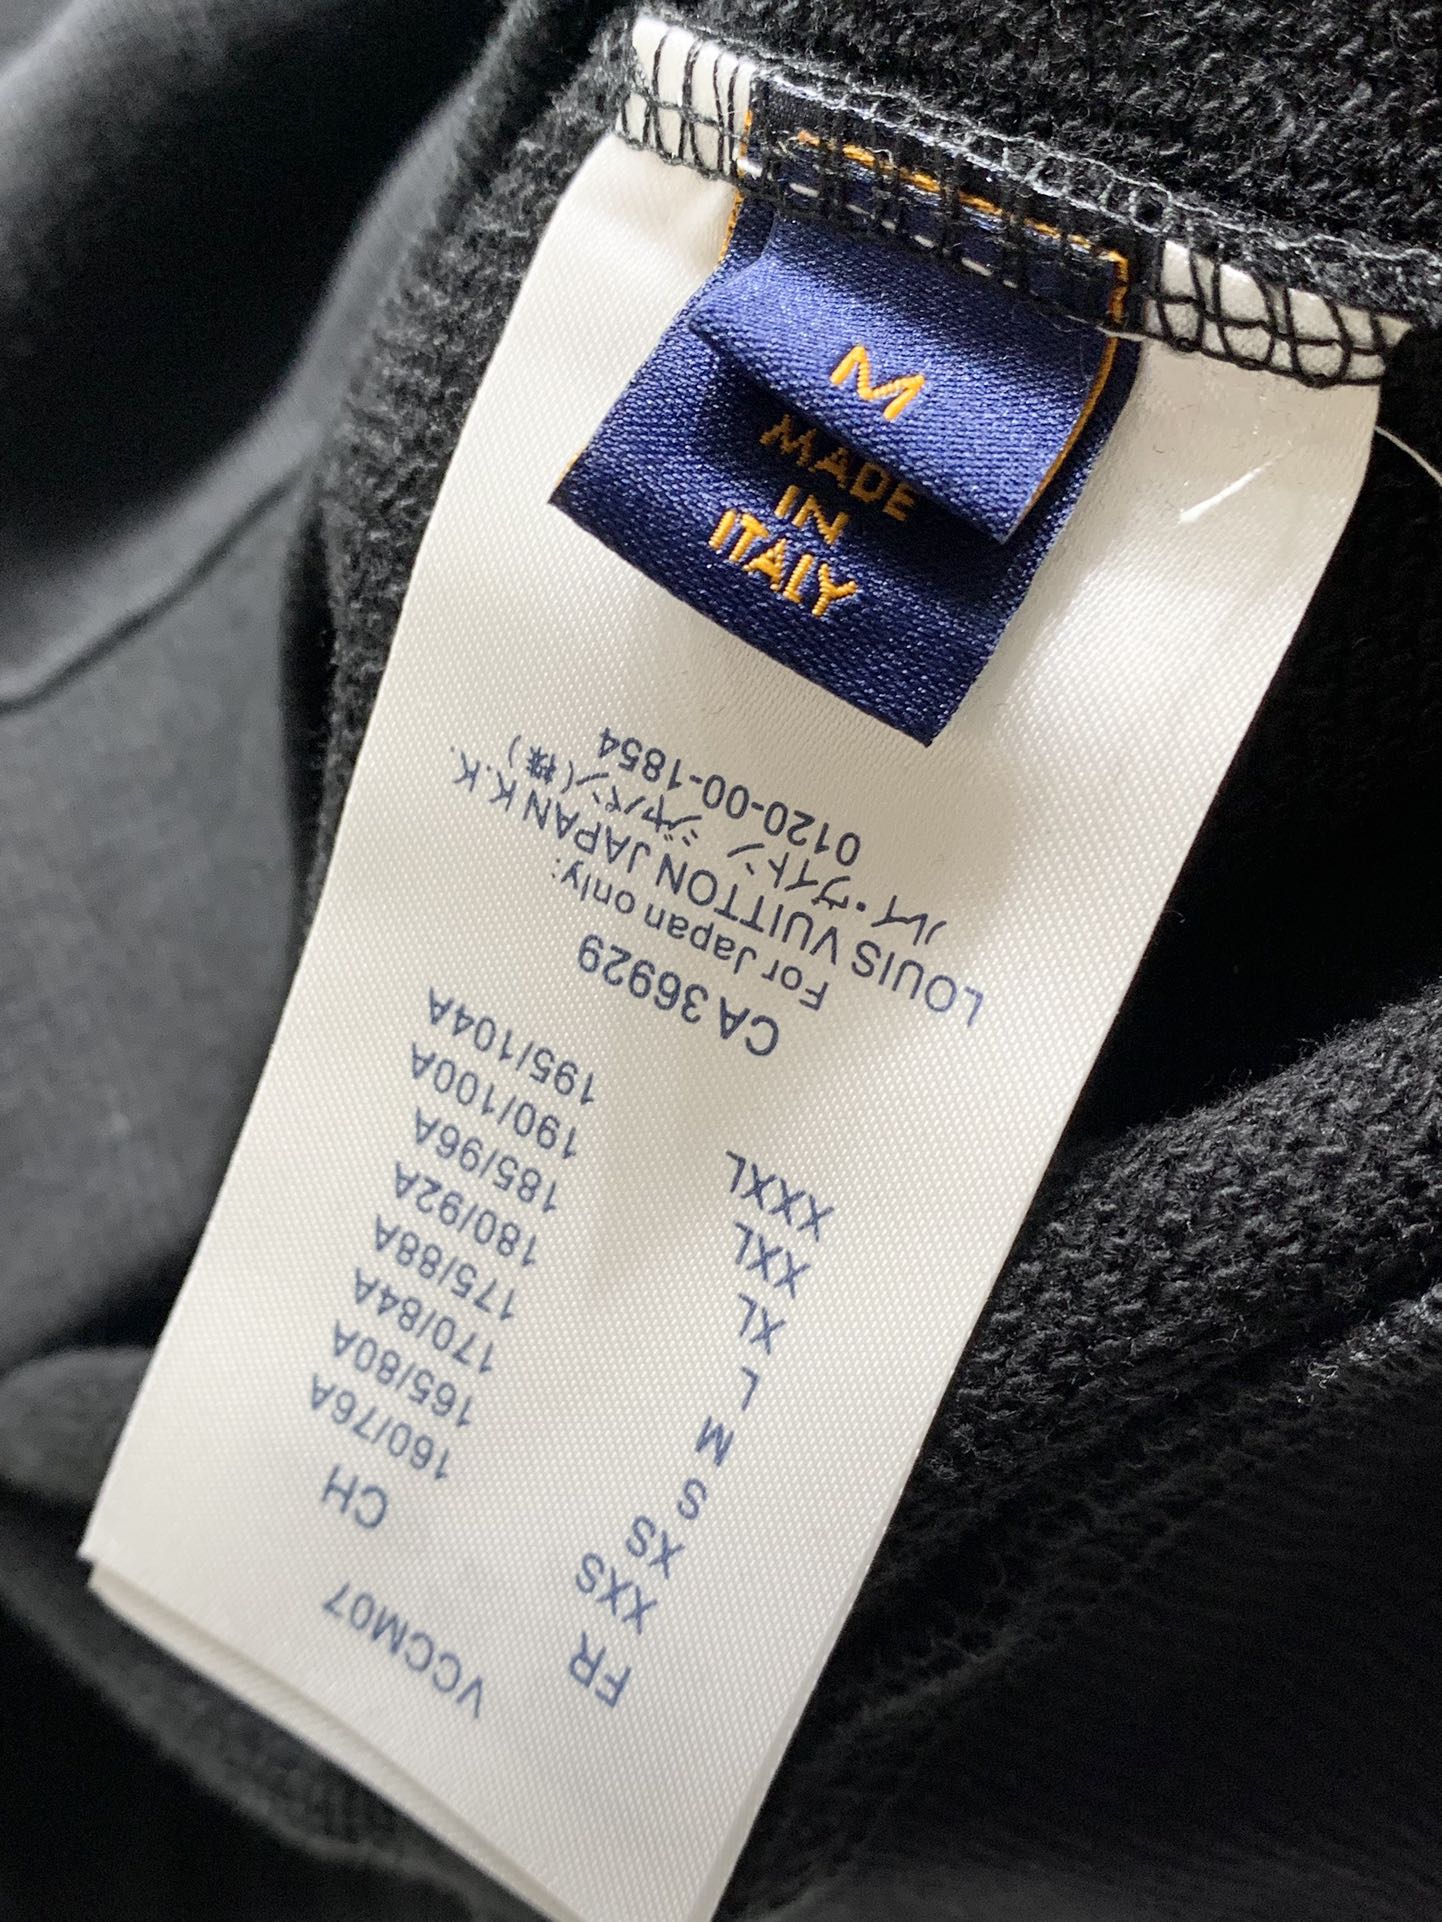 M
MADE
IN
ITALY
VCCM07
FR CH
XXS 160/76A
XS 165/80A
S 170/84A
M 175/88A
L 180/92A
XL 185/96A
XXL 190/100A
XXXL 195/104A
CA 36929
For Japan only:
LOUIS VUITTON JAPAN K.K.
ルイ・ヴィトン ジャパン(株)
0120-00-1854